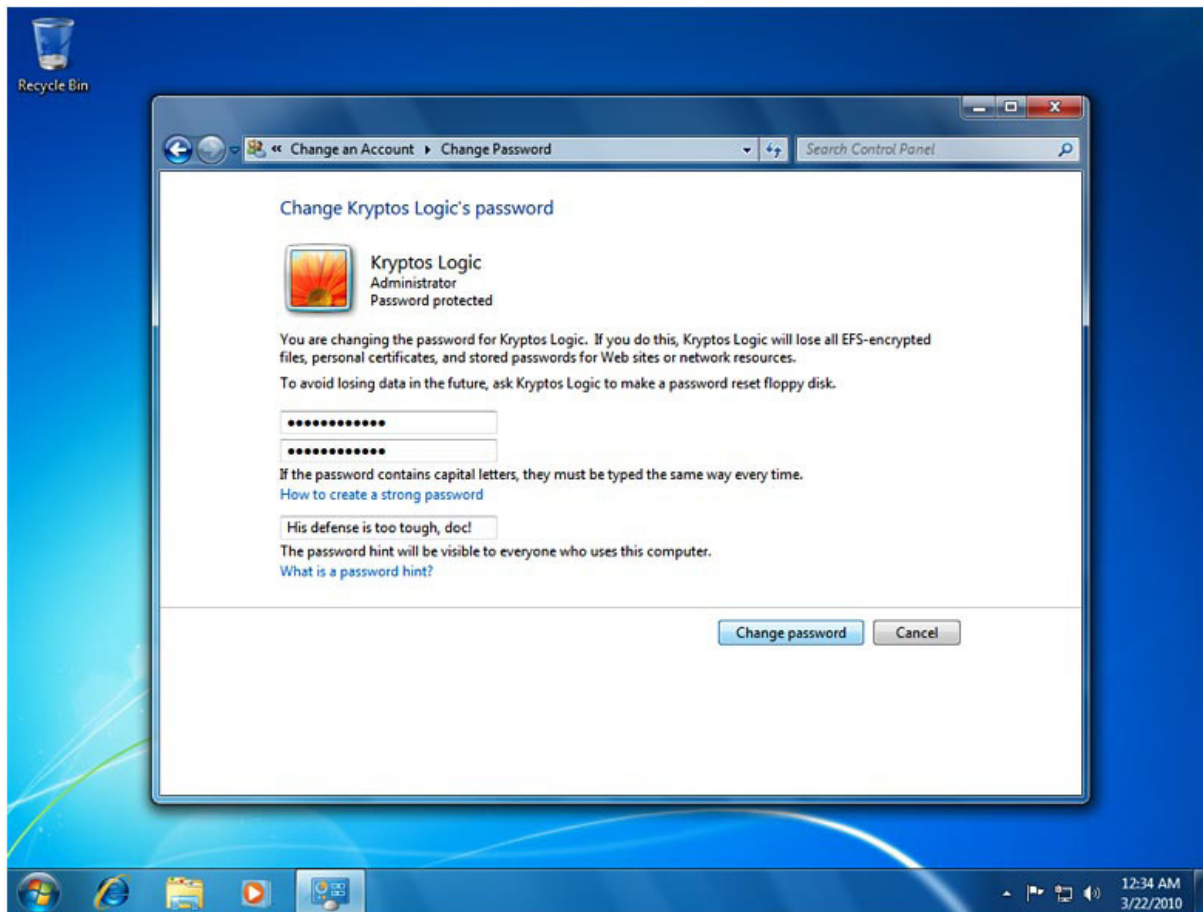 Recycle Bin
« Change an Account ▸ Change Password
Search Control Panel
Change Kryptos Logic's password
Kryptos Logic
Administrator
Password protected
You are changing the password for Kryptos Logic. If you do this, Kryptos Logic will lose all EFS-encrypted
files, personal certificates, and stored passwords for Web sites or network resources.
To avoid losing data in the future, ask Kryptos Logic to make a password reset floppy disk.
●●●●●●●●●●●●
●●●●●●●●●●●●
If the password contains capital letters, they must be typed the same way every time.
How to create a strong password
His defense is too tough, doc!
The password hint will be visible to everyone who uses this computer.
What is a password hint?
Change password
Cancel
12:34 AM
3/22/2010